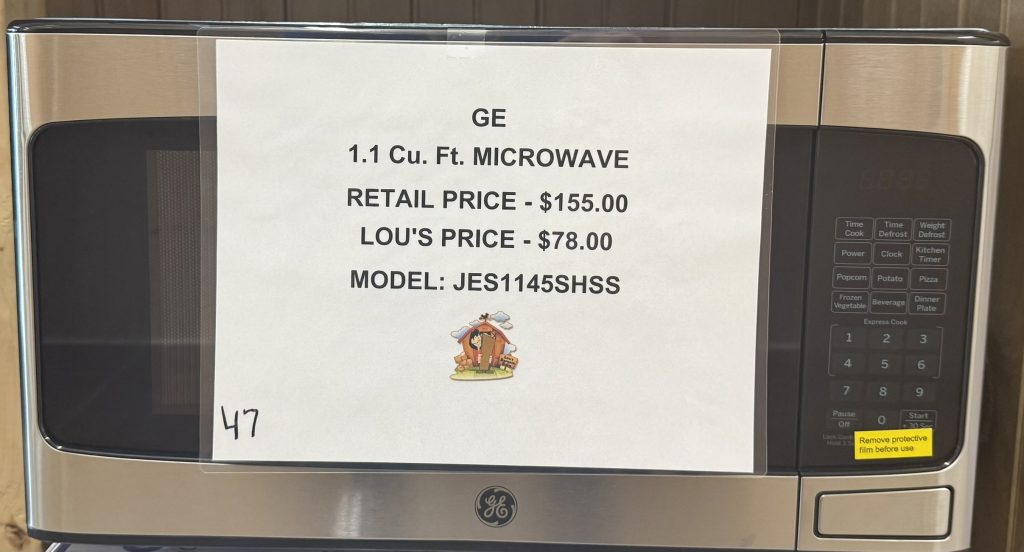 GE
1.1 Cu. Ft. MICROWAVE
RETAIL PRICE - $155.00
LOU'S PRICE - $78.00
MODEL: JES1145SHSS
47
GE
Time Cook
Time Defrost
Weight Defrost
Power
Clock
Kitchen Timer
Popcorn
Potato
Pizza
Frozen Vegetable
Beverage
Dinner Plate
Express Cook
1 2 3
4 5 6
7 8 9
Pause
Off
0
Start
+30 Sec
Remove protective
film before use